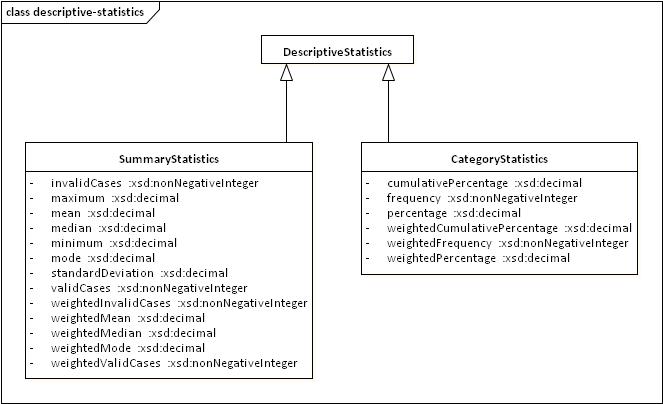 class descriptive-statistics
DescriptiveStatistics
SummaryStatistics
- invalidCases :xsd:nonNegativeInteger
- maximum :xsd:decimal
- mean :xsd:decimal
- median :xsd:decimal
- minimum :xsd:decimal
- mode :xsd:decimal
- standardDeviation :xsd:decimal
- validCases :xsd:nonNegativeInteger
- weightedInvalidCases :xsd:nonNegativeInteger
- weightedMean :xsd:decimal
- weightedMedian :xsd:decimal
- weightedMode :xsd:decimal
- weightedValidCases :xsd:nonNegativeInteger
CategoryStatistics
- cumulativePercentage :xsd:decimal
- frequency :xsd:nonNegativeInteger
- percentage :xsd:decimal
- weightedCumulativePercentage :xsd:decimal
- weightedFrequency :xsd:nonNegativeInteger
- weightedPercentage :xsd:decimal